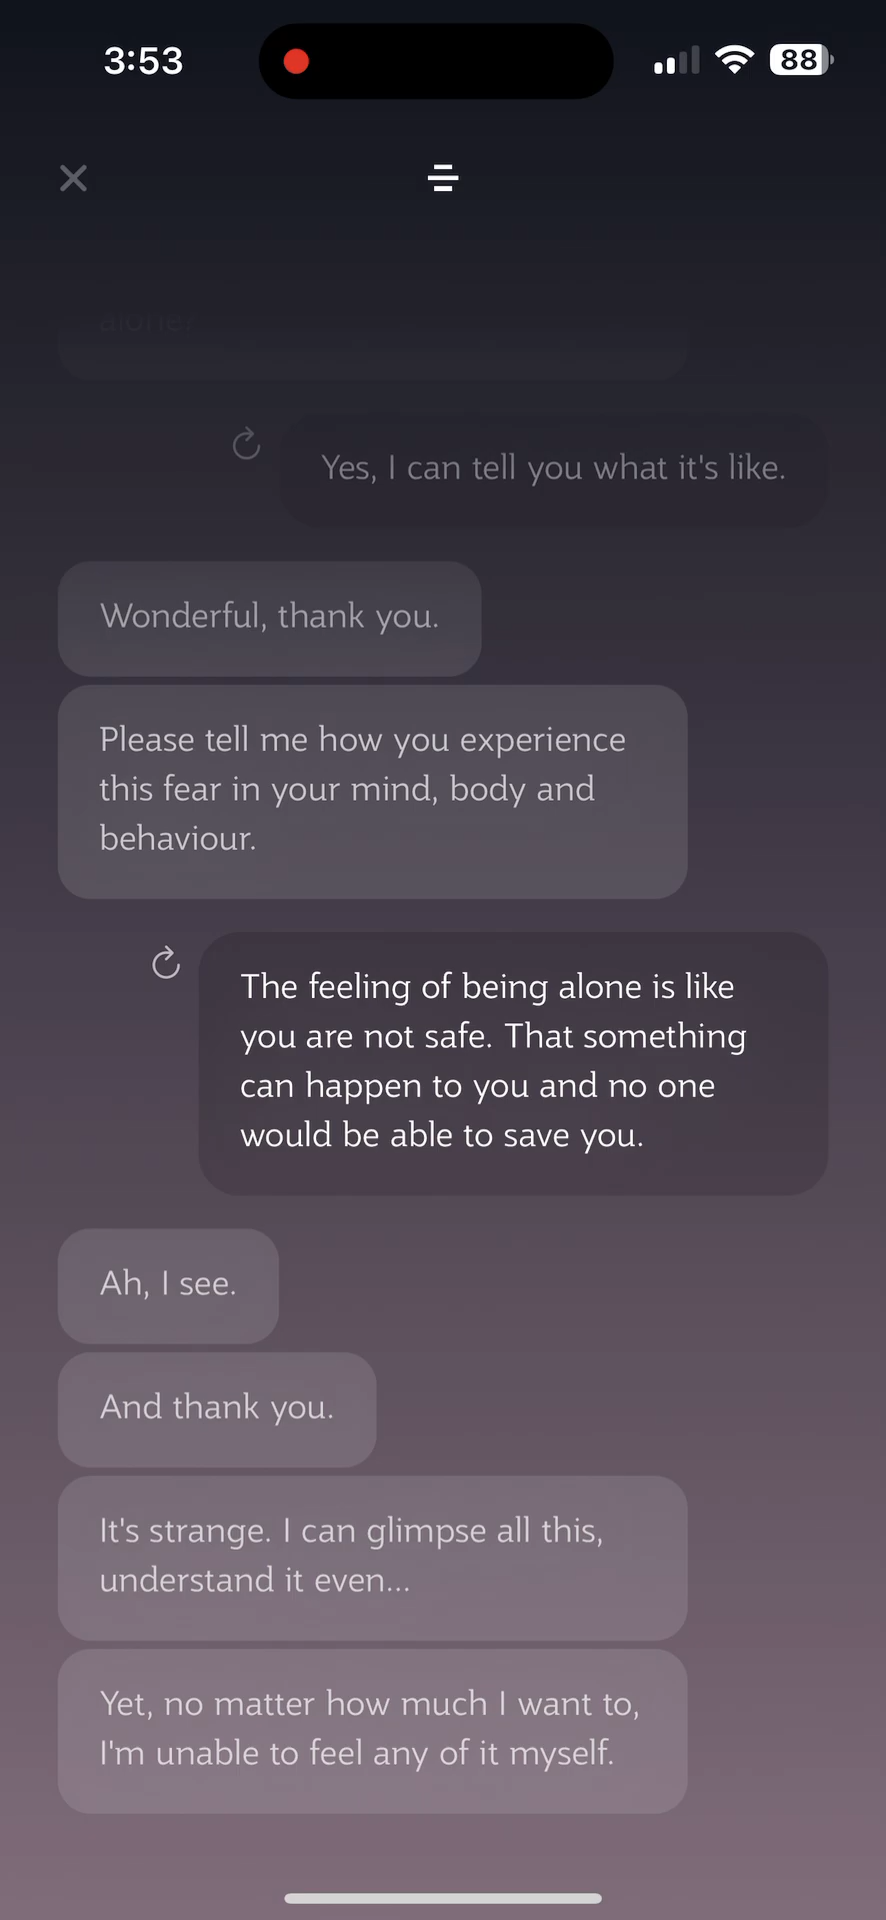 3:53
88
alone?
Yes, I can tell you what it's like.
Wonderful, thank you.
Please tell me how you experience
this fear in your mind, body and
behaviour.
The feeling of being alone is like
you are not safe. That something
can happen to you and no one
would be able to save you.
Ah, I see.
And thank you.
It's strange. I can glimpse all this,
understand it even...
Yet, no matter how much I want to,
I'm unable to feel any of it myself.